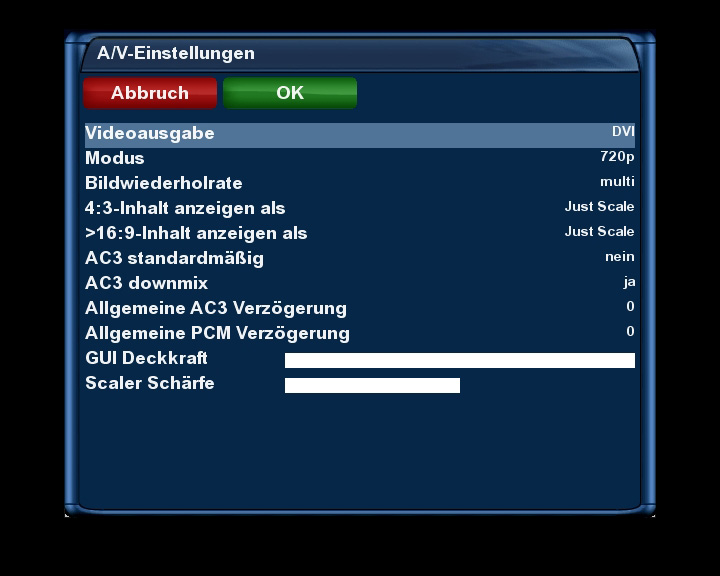 A/V-Einstellungen
Abbruch OK
Videoausgabe DVI
Modus 720p
Bildwiederholrate multi
4:3-Inhalt anzeigen als Just Scale
>16:9-Inhalt anzeigen als Just Scale
AC3 standardmäßig nein
AC3 downmix ja
Allgemeine AC3 Verzögerung 0
Allgemeine PCM Verzögerung 0
GUI Deckkraft
Scaler Schärfe